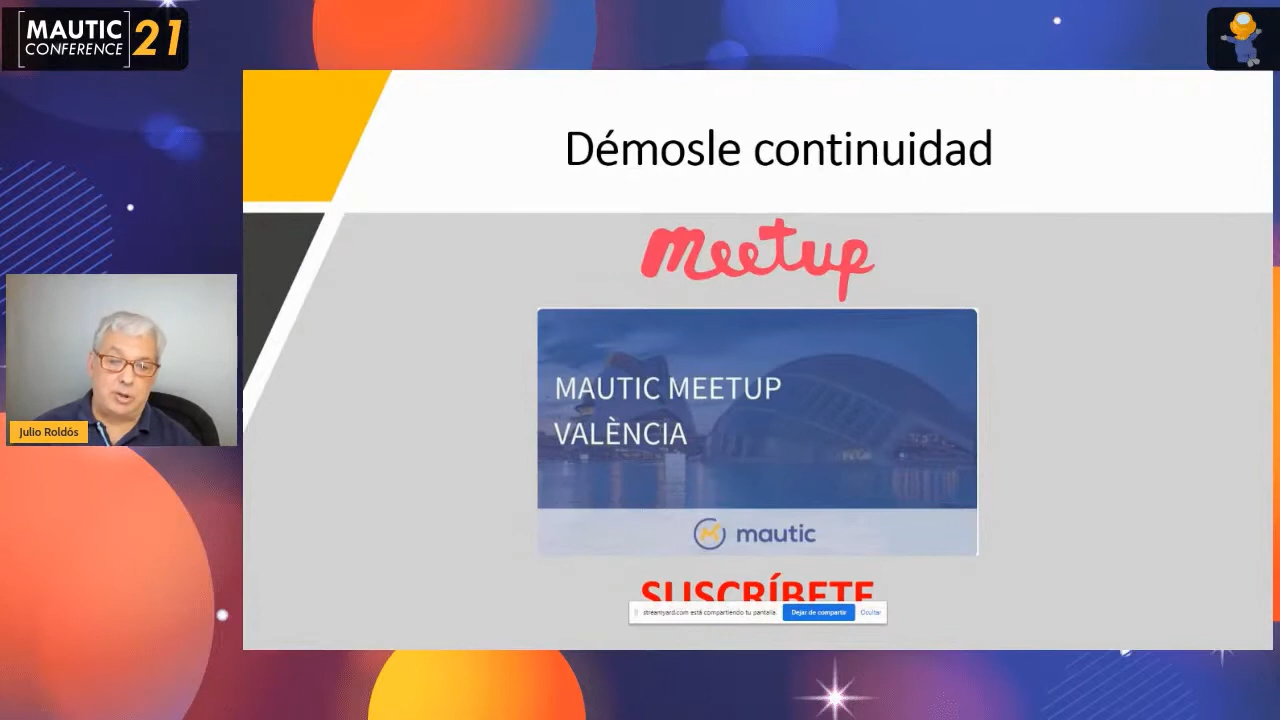 MAUTIC
CONFERENCE 21
Démosle continuidad
meetup
MAUTIC MEETUP
VALÈNCIA
mautic
SUSCRÍBETE
streamyard.com está compartiendo tu pantalla.
Dejar de compartir
Ocultar
Julio Roldós